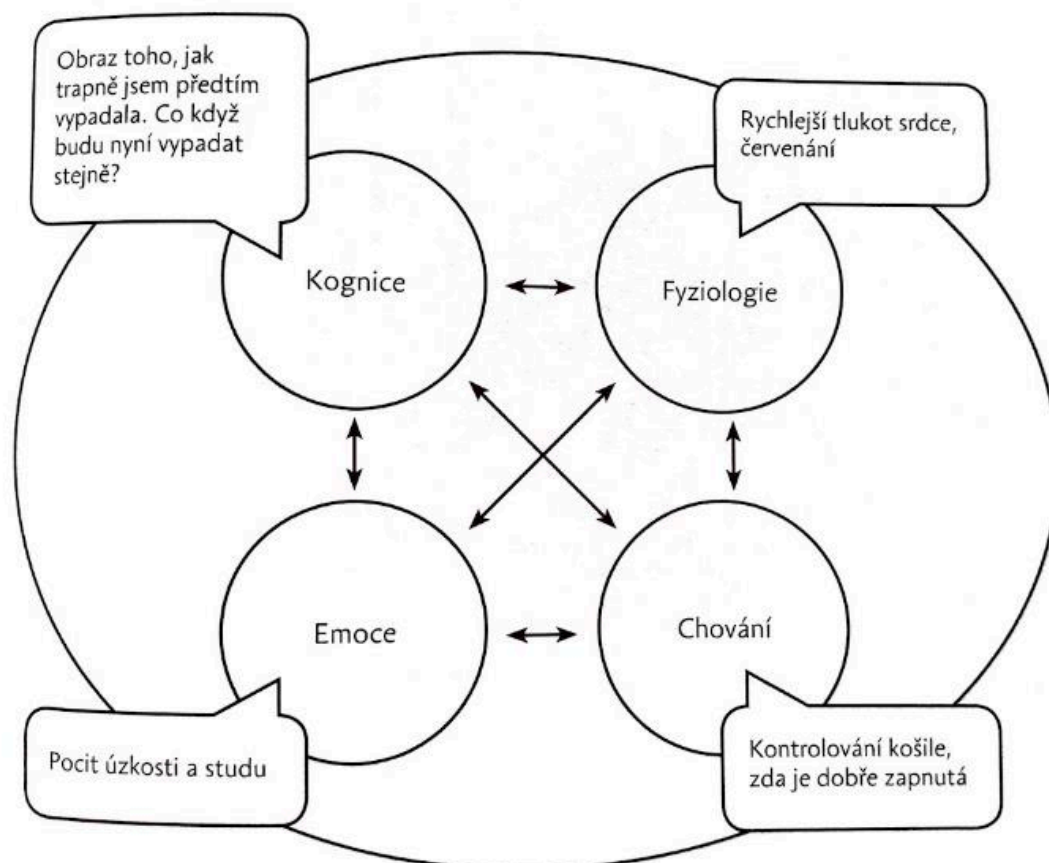 Obraz toho, jak
trapně jsem předtím
vypadala. Co když
budu nyní vypadat
stejně?
Rychlejší tlukot srdce,
červenání
Kognice
Fyziologie
Emoce
Chování
Pocit úzkosti a studu
Kontrolování košile,
zda je dobře zapnutá